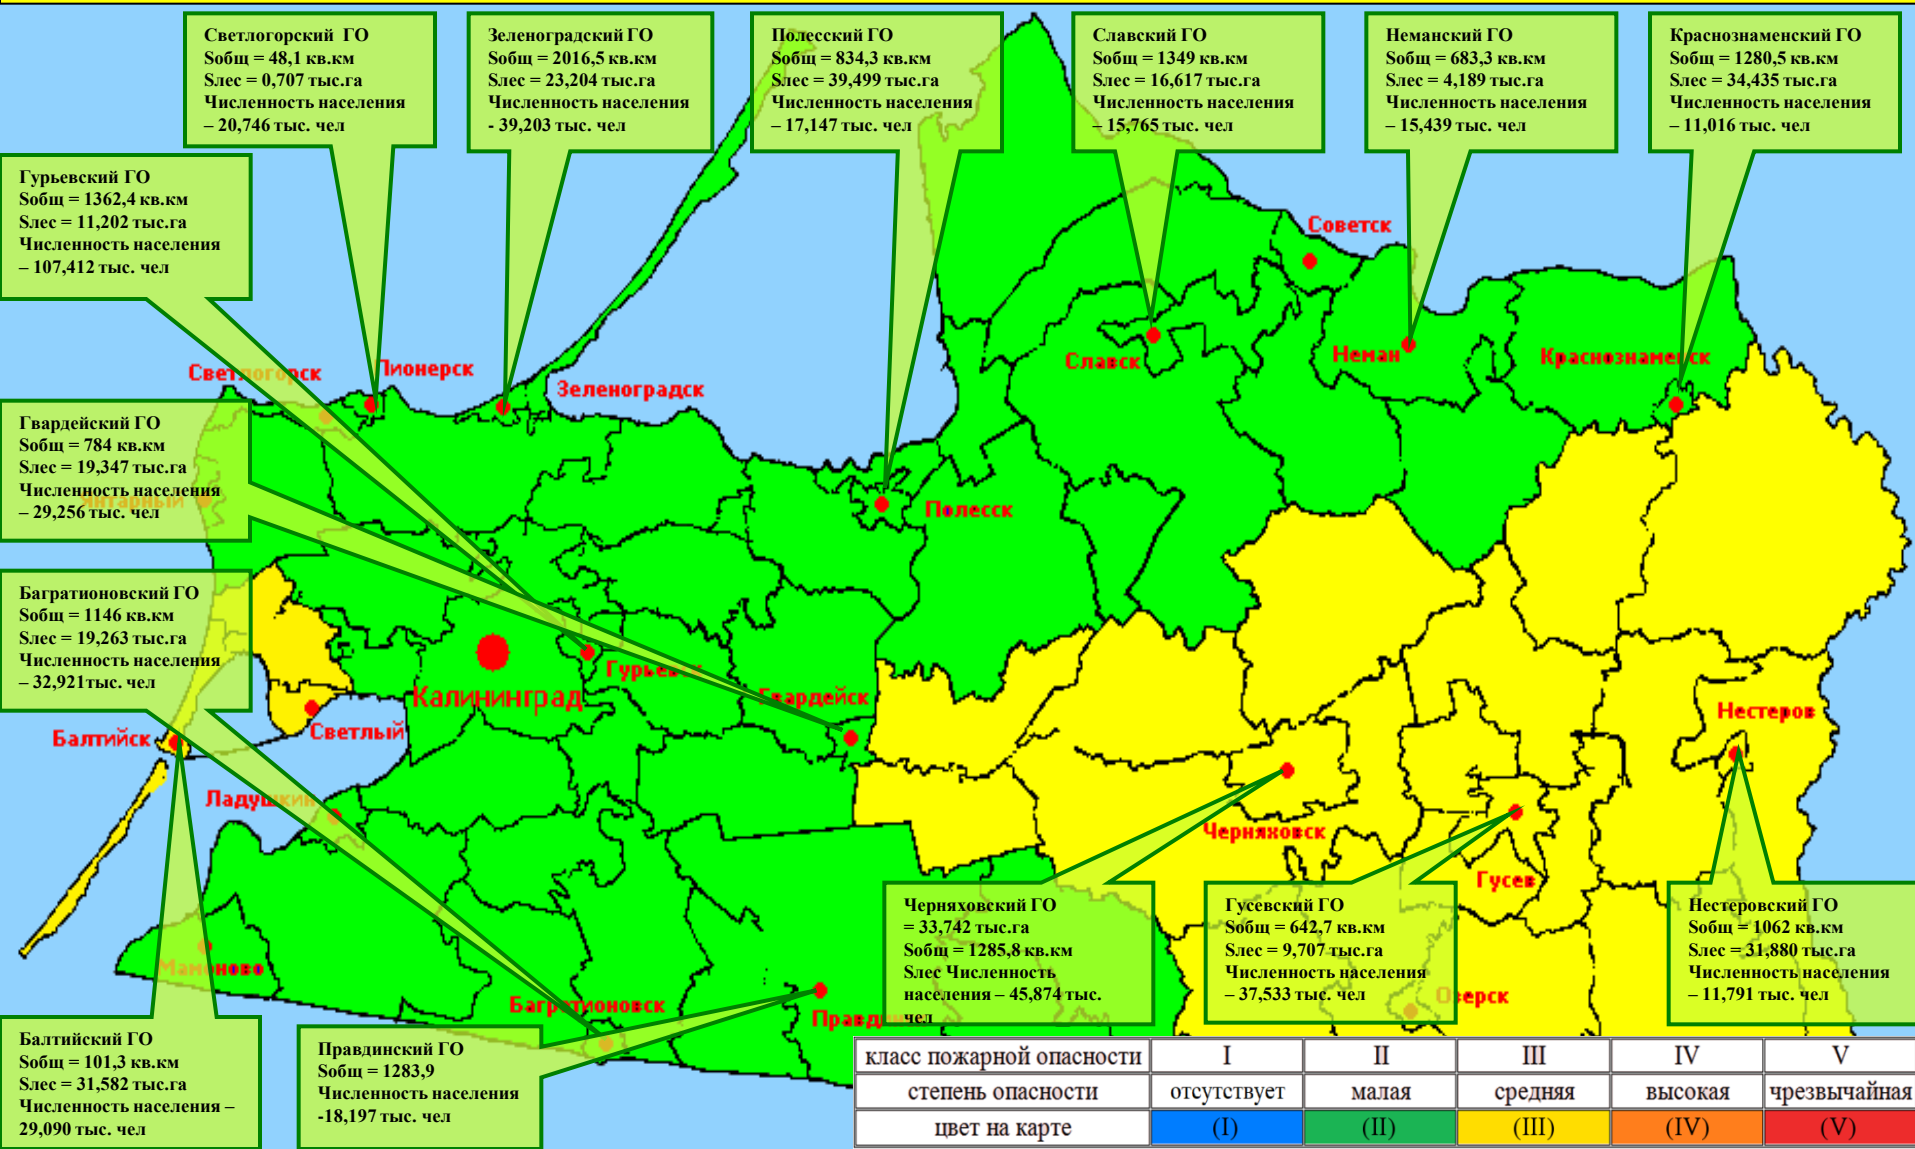 Светлогорский  ГО
Sобщ = 48,1 кв.км
Sлес = 0,707 тыс.га
Численность населения
– 20,746 тыс. чел
Зеленоградский ГО
Sобщ = 2016,5 кв.км
Sлес = 23,204 тыс.га
Численность населения
- 39,203 тыс. чел
Полесский ГО
Sобщ = 834,3 кв.км
Sлес = 39,499 тыс.га
Численность населения
– 17,147 тыс. чел
Славский ГО
Sобщ = 1349 кв.км
Sлес = 16,617 тыс.га
Численность населения
– 15,765 тыс. чел
Неманский ГО
Sобщ = 683,3 кв.км
Sлес = 4,189 тыс.га
Численность населения
– 15,439 тыс. чел
Краснознаменский ГО
Sобщ = 1280,5 кв.км
Sлес = 34,435 тыс.га
Численность населения
– 11,016 тыс. чел
Гурьевский ГО
Sобщ = 1362,4 кв.км
Sлес = 11,202 тыс.га
Численность населения
– 107,412 тыс. чел
Советск
Славск
Неман
Краснознаменск
Светлогорск
Пионерск
Зеленоградск
Гвардейский ГО
Sобщ = 784 кв.км
Sлес = 19,347 тыс.га
Численность населения
– 29,256 тыс. чел
Янтарный
Полесск
Багратионовский ГО
Sобщ = 1146 кв.км
Sлес = 19,263 тыс.га
Численность населения
– 32,921тыс. чел
Гурьевск
Калининград
Гвардейск
Нестеров
Балтийск
Светлый
Ладушкин
Черняховск
Гусев
Черняховский ГО
= 33,742 тыс.га
Sобщ = 1285,8 кв.км
Sлес Численность
населения – 45,874 тыс.
чел
Гусевский ГО
Sобщ = 642,7 кв.км
Sлес = 9,707 тыс.га
Численность населения
– 37,533 тыс. чел
Нестеровский ГО
Sобщ = 1062 кв.км
Sлес = 31,880 тыс.га
Численность населения
– 11,791 тыс. чел
Мамоново
Багратионовск
Правдинск
Озерск
Балтийский ГО
Sобщ = 101,3 кв.км
Sлес = 31,582 тыс.га
Численность населения –
29,090 тыс. чел
Правдинский ГО
Sобщ = 1283,9
Численность населения
-18,197 тыс. чел
класс пожарной опасности I II III IV V
степень опасности отсутствует малая средняя высокая чрезвычайная
цвет на карте (I) (II) (III) (IV) (V)